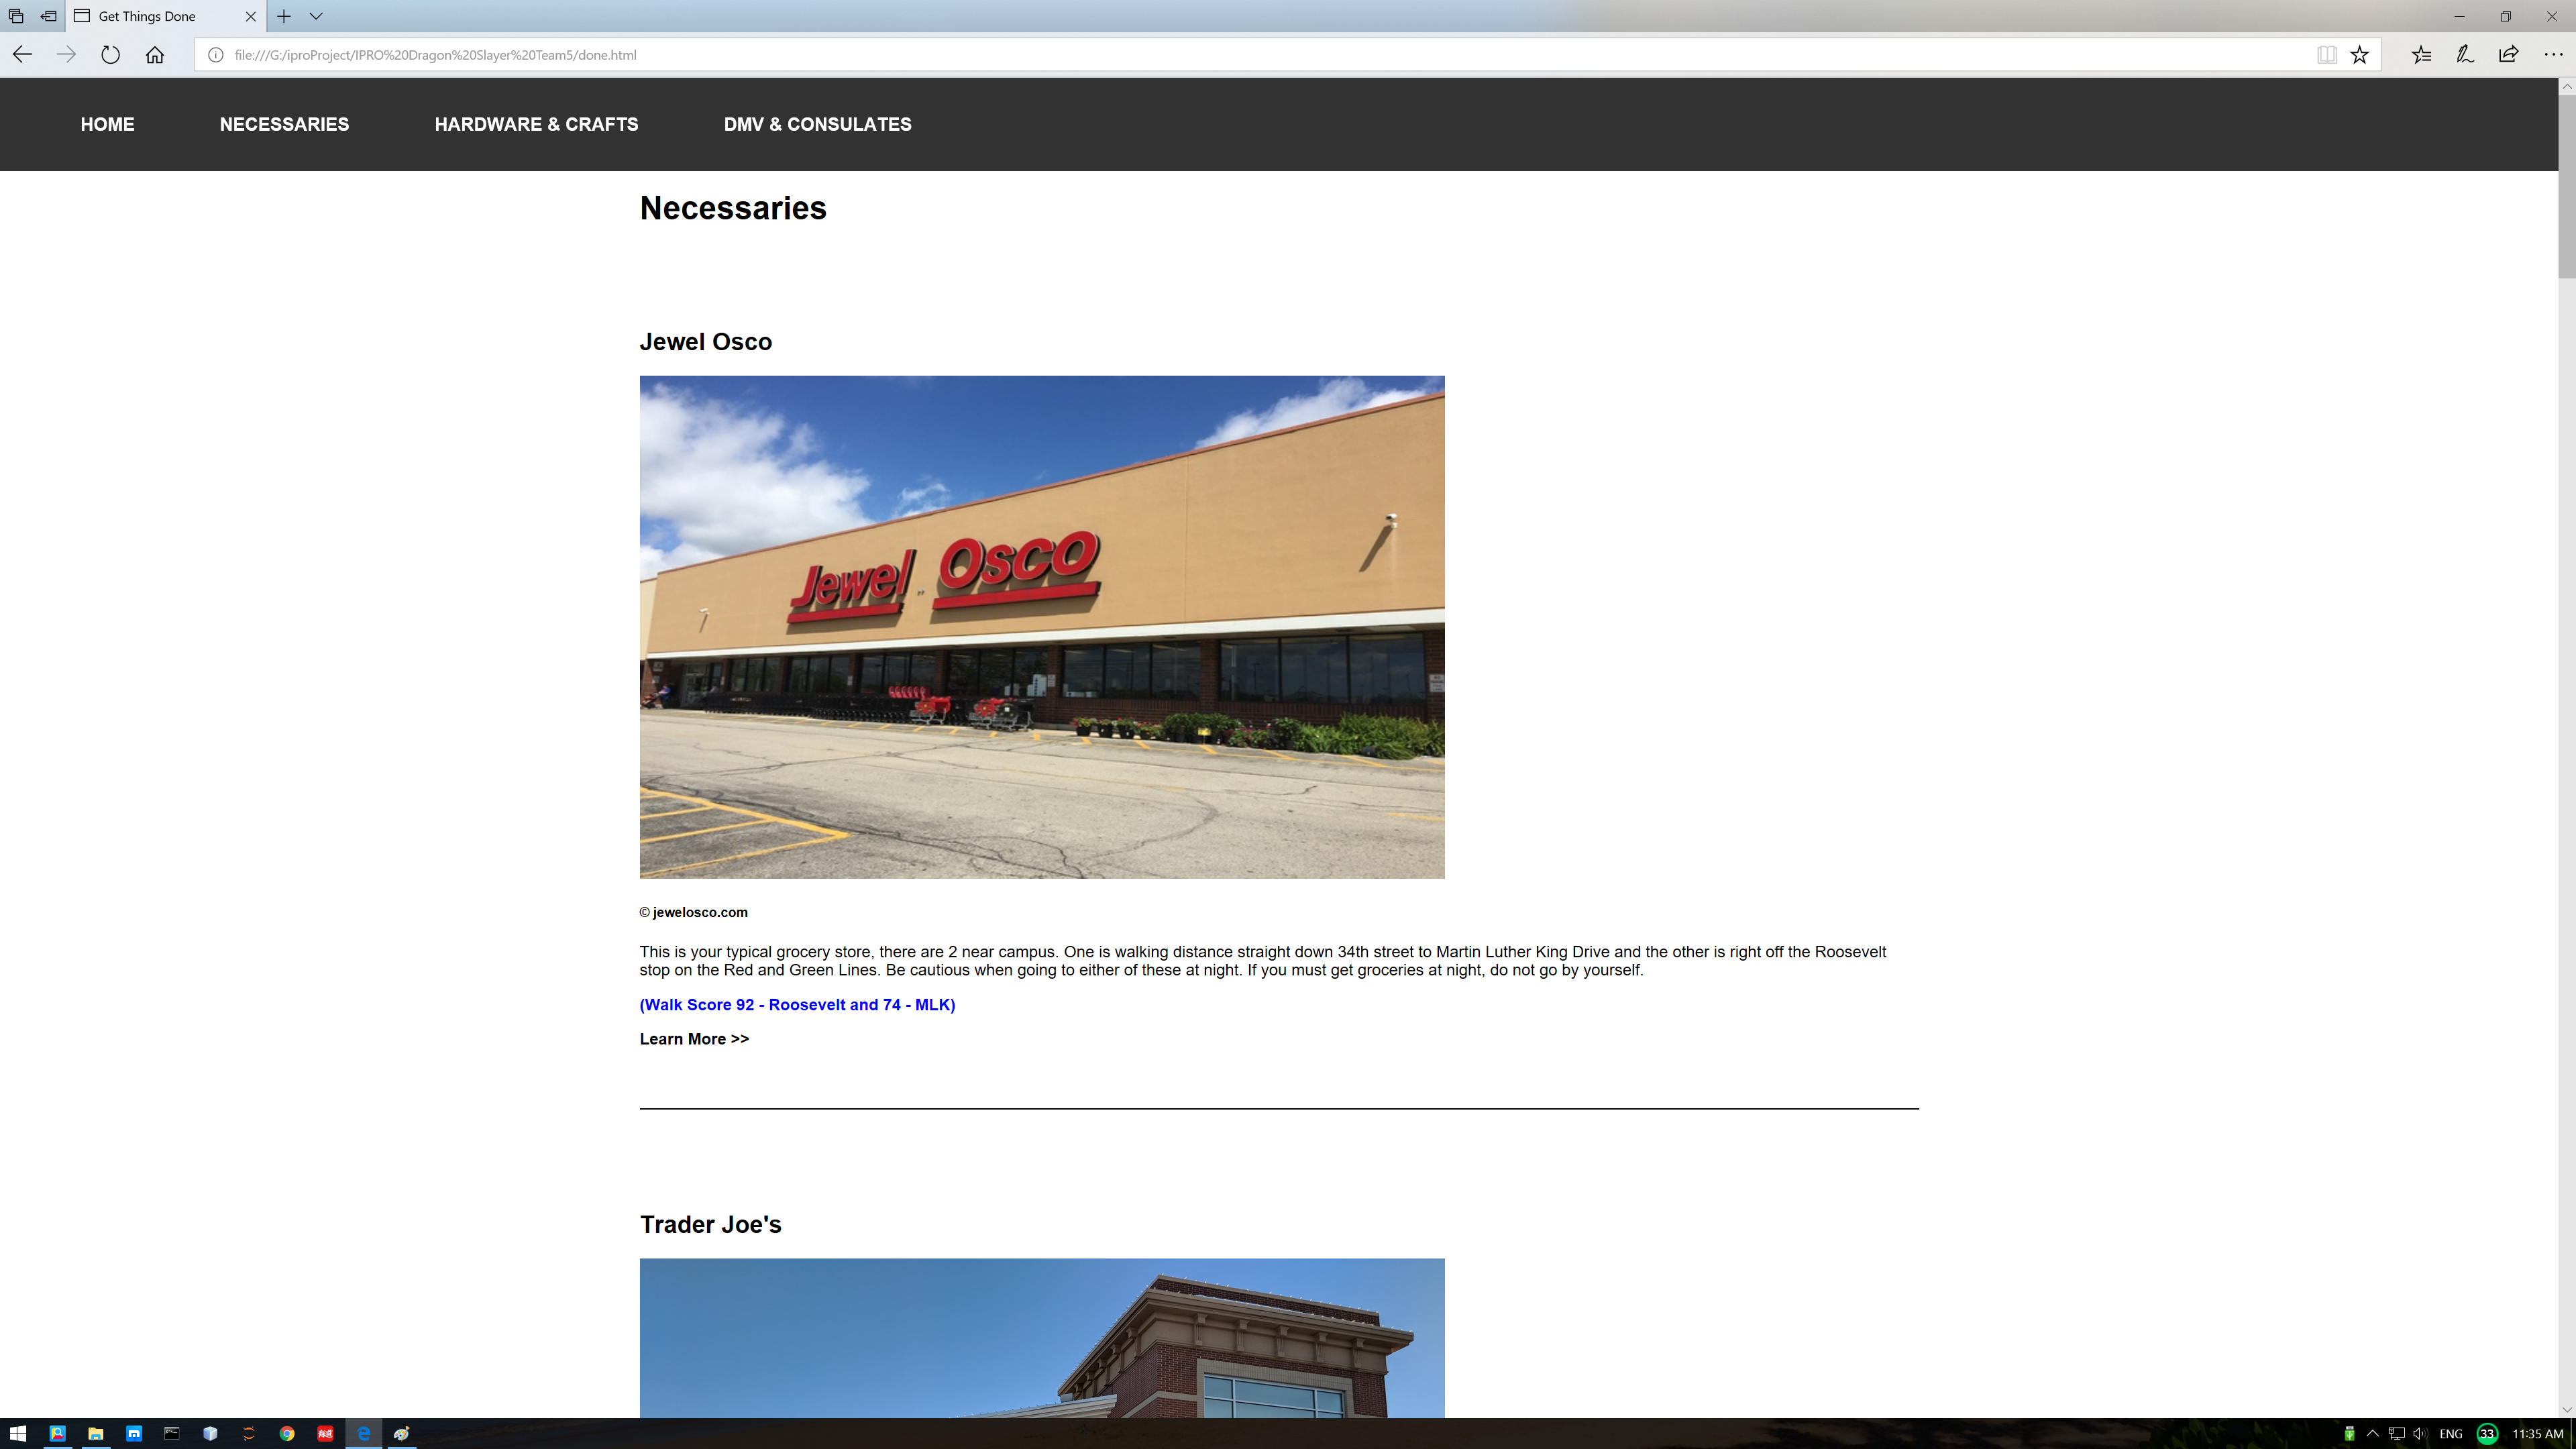 Get Things Done
file:///G:/iproProject/IPRO%20Dragon%20Slayer%20Team5/done.html
HOME NECESSARIES HARDWARE & CRAFTS DMV & CONSULATES
Necessaries
Jewel Osco
Jewel Osco
© jewelosco.com
This is your typical grocery store, there are 2 near campus. One is walking distance straight down 34th street to Martin Luther King Drive and the other is right off the Roosevelt
stop on the Red and Green Lines. Be cautious when going to either of these at night. If you must get groceries at night, do not go by yourself.
(Walk Score 92 - Roosevelt and 74 - MLK)
Learn More >>
Trader Joe's
ENG 33 11:35 AM